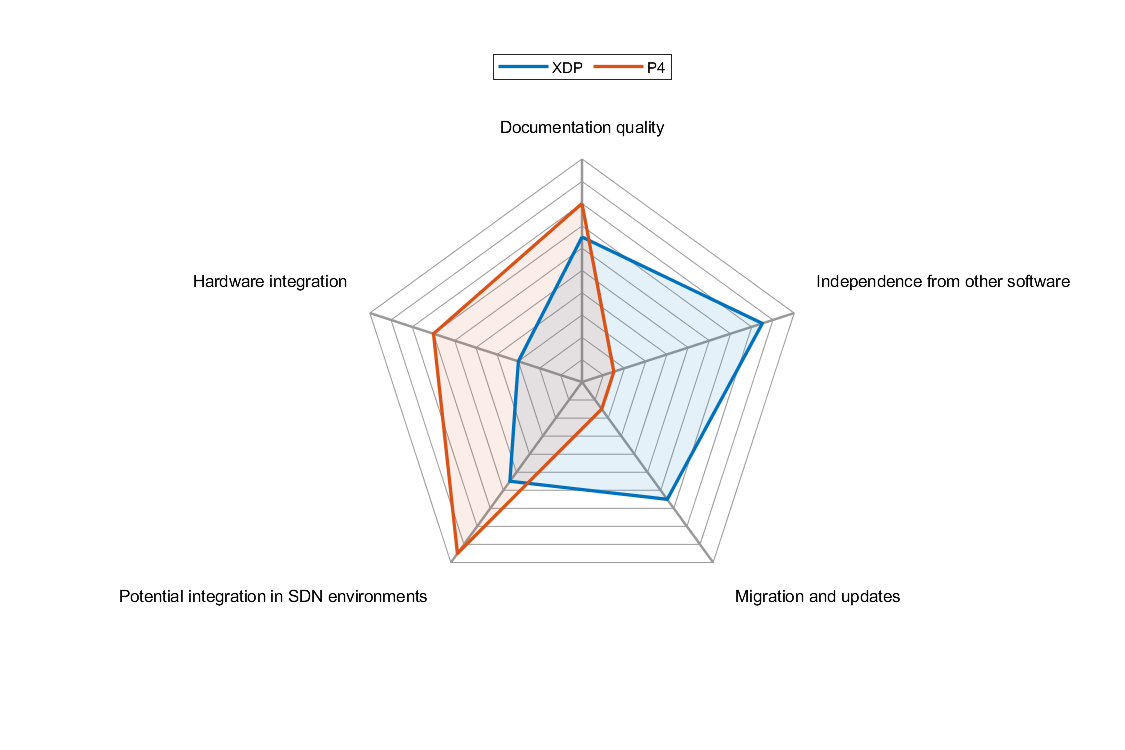 XDP P4
Documentation quality
Hardware integration
Independence from other software
Potential integration in SDN environments
Migration and updates